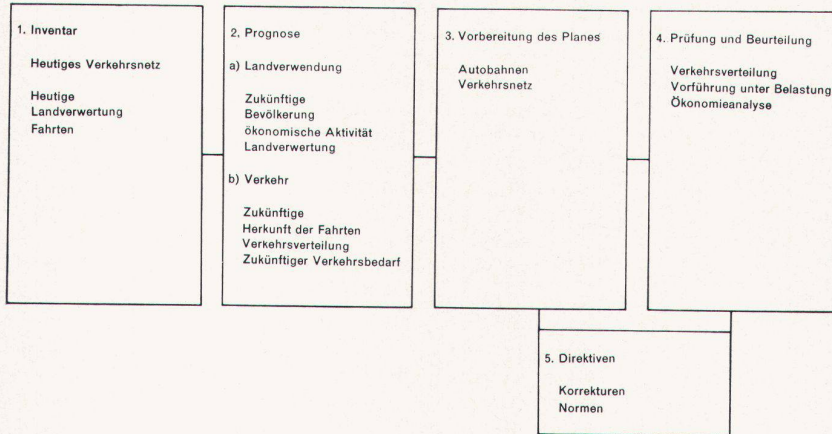 1. Inventar
Heutiges Verkehrsnetz
Heutige
Landverwertung
Fahrten
2, Prognose
a) Landverwendung
Zukünftige
Bevölkerung
ökonomische Aktivität
Landverwertung
b) Verkehr
Zukünftige
Herkunft der Fahrten
Verkehrsverteilung
Zukünftiger Verkehrsbedarf
3. Vorbereitung des Planes
Autobahnen
Verkehrsnetz
4. Prüfung und Beurteilung
Verkehrsverteilung
Vorführung unter Belastung
Ökonomieanalyse
5. Direktiven
Korrekturen
Normen